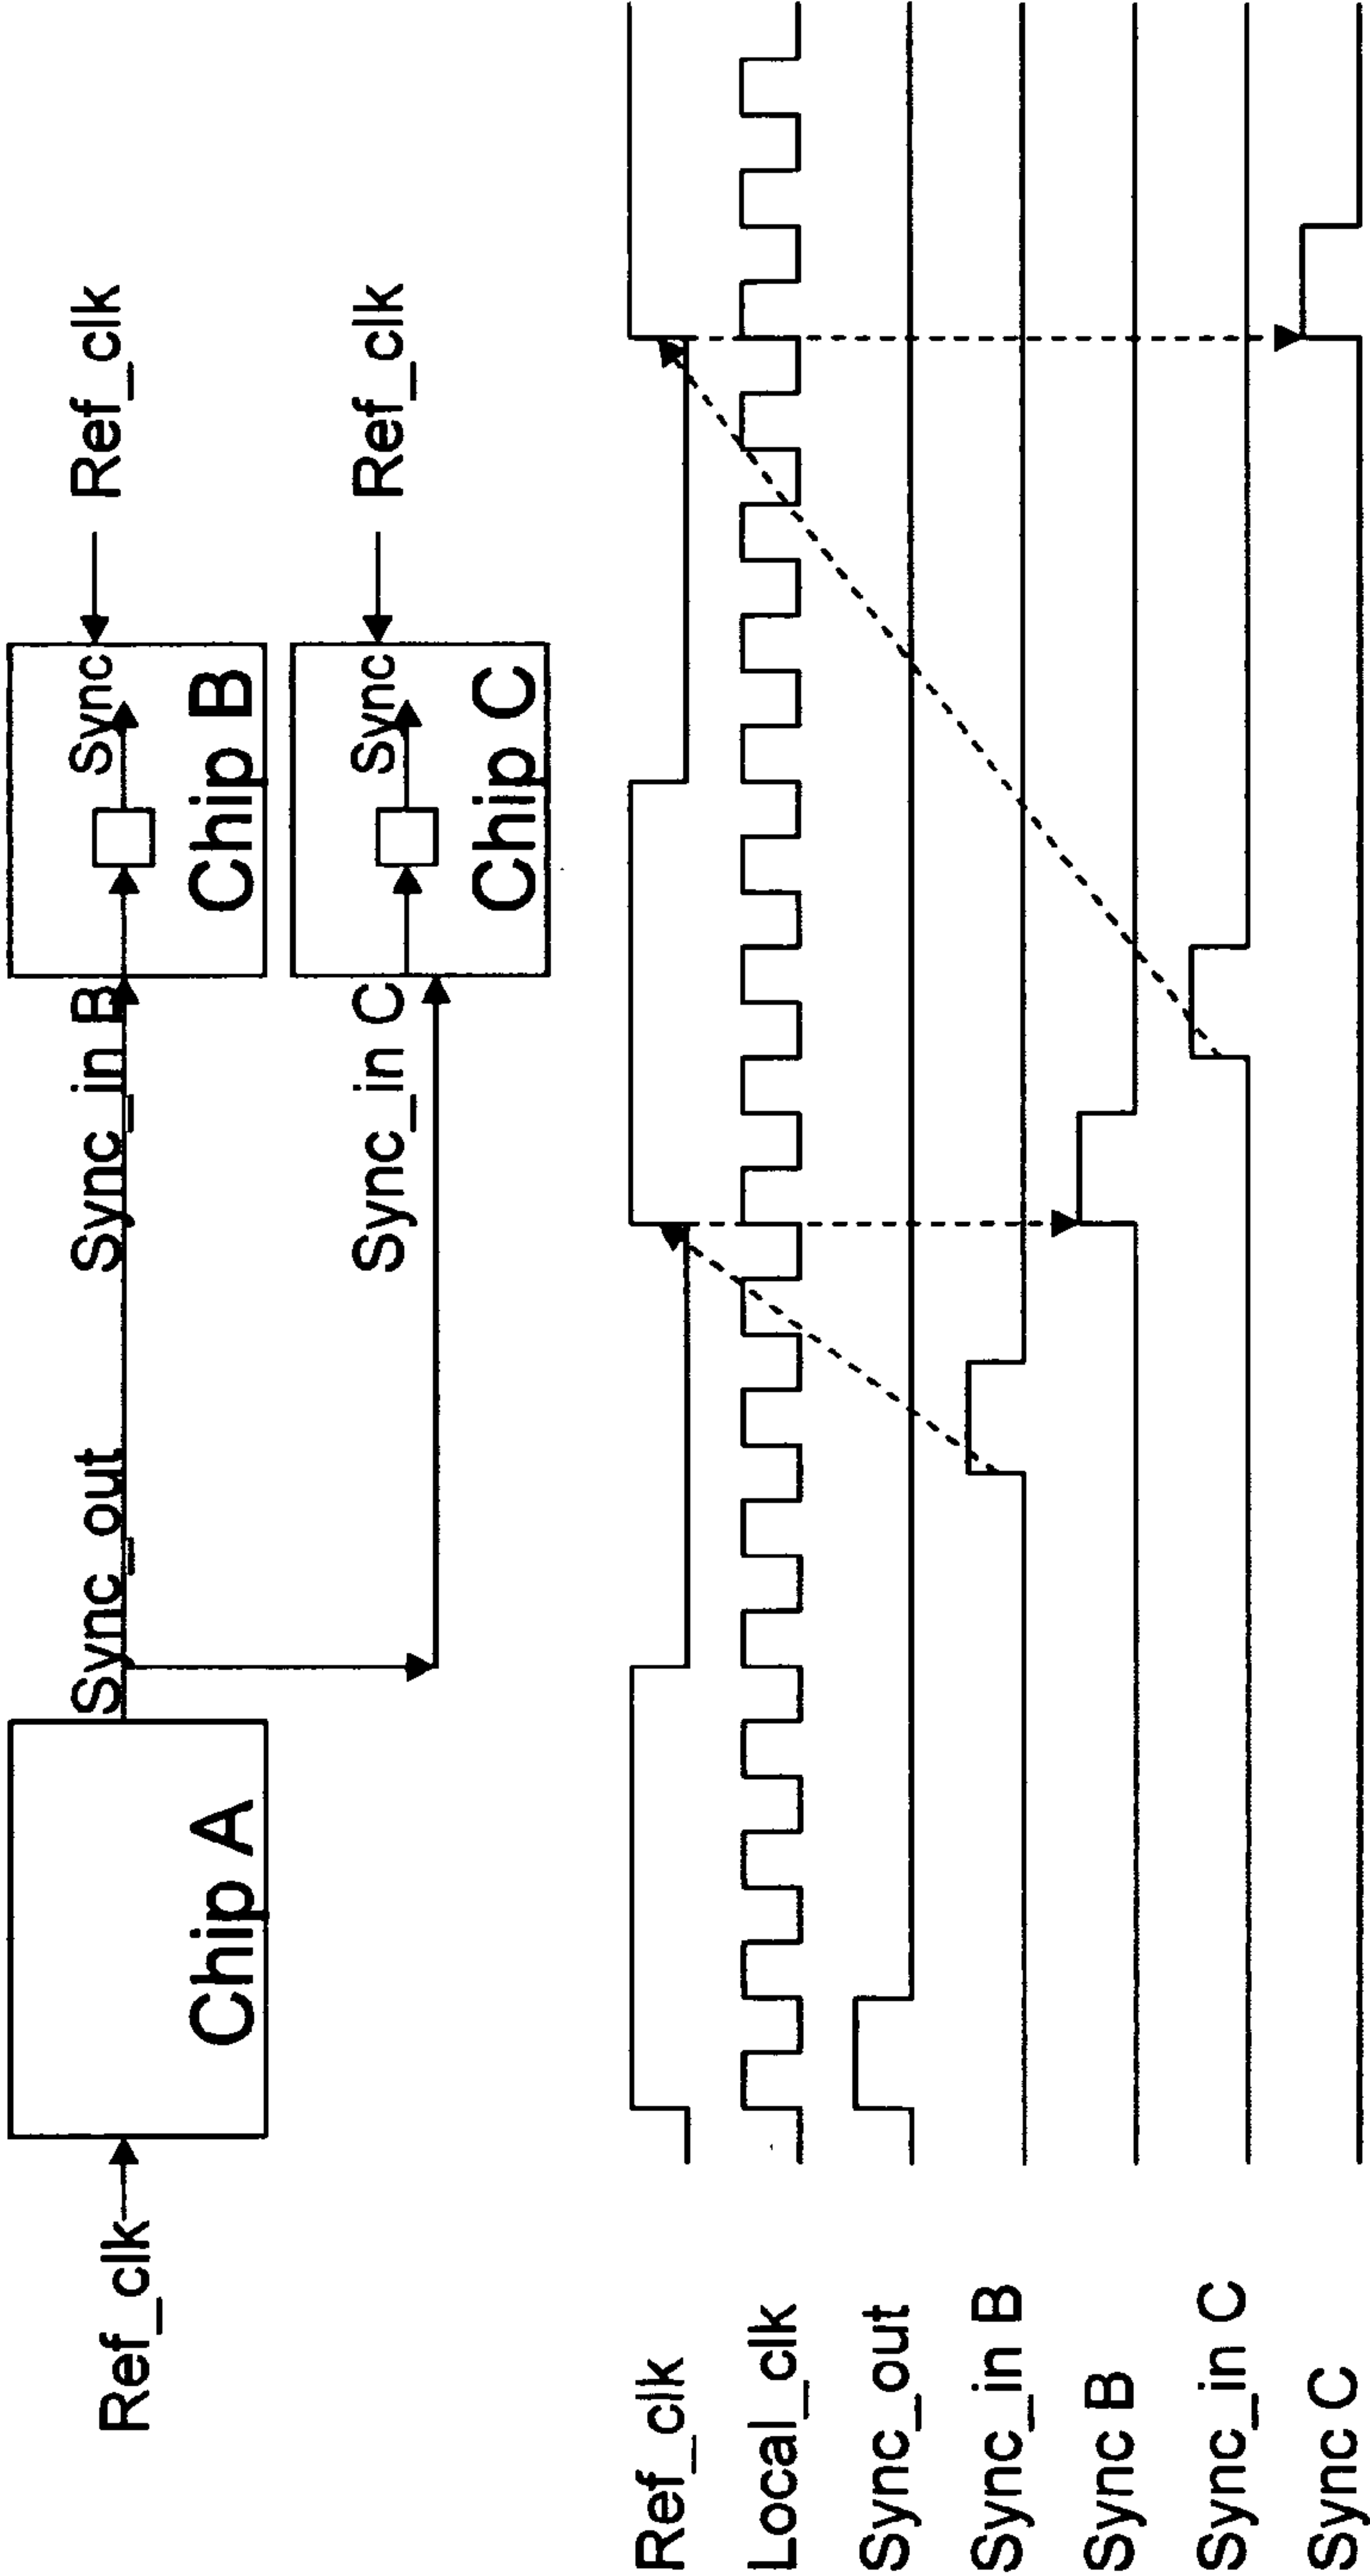 Ref_clk
Chip A
Sync_out
Sync_in B
Sync
Chip B
Ref_clk
Sync_in C
Sync
Chip C
Ref_clk
Ref_clk
Local_clk
Sync_out
Sync_in B
Sync B
Sync_in C
Sync C